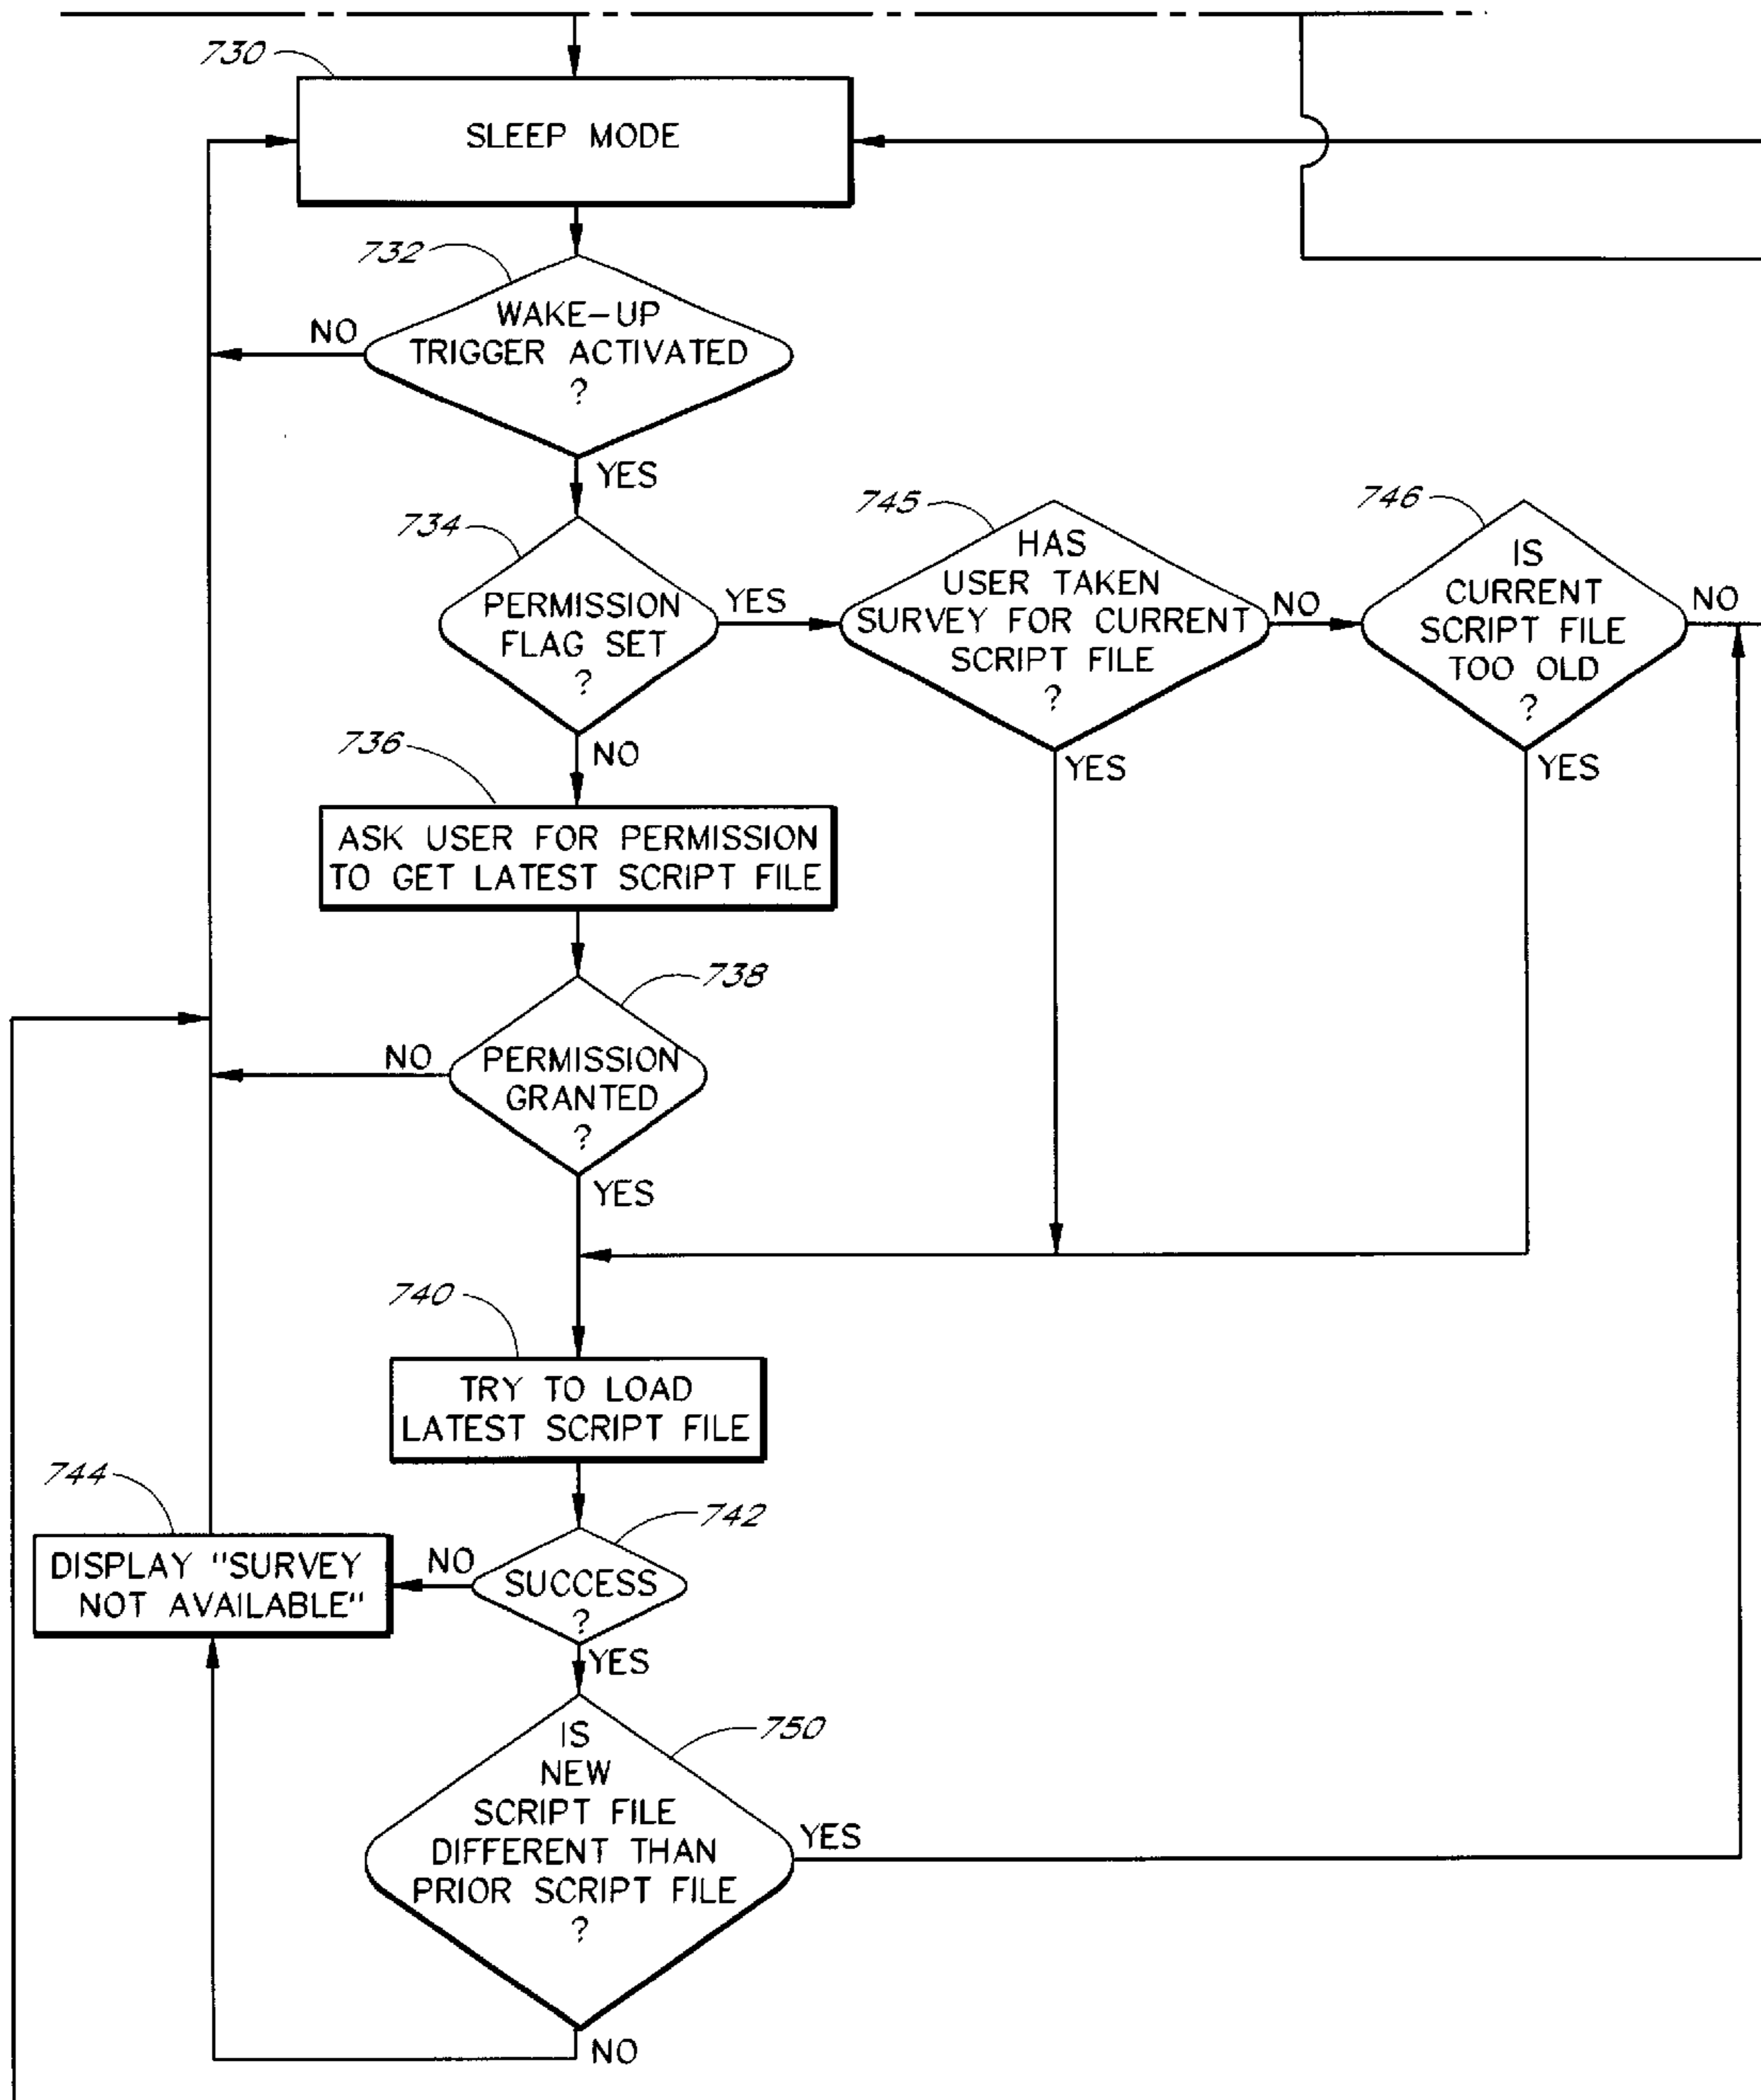 730
SLEEP MODE
732
WAKE-UP
TRIGGER ACTIVATED
?
NO
YES
734
PERMISSION
FLAG SET
?
YES
NO
745
HAS
USER TAKEN
SURVEY FOR CURRENT
SCRIPT FILE
?
NO
YES
746
IS
CURRENT
SCRIPT FILE
TOO OLD
?
NO
YES
736
ASK USER FOR PERMISSION
TO GET LATEST SCRIPT FILE
738
PERMISSION
GRANTED
?
NO
YES
740
TRY TO LOAD
LATEST SCRIPT FILE
742
SUCCESS
?
NO
YES
744
DISPLAY "SURVEY
NOT AVAILABLE"
750
IS
NEW
SCRIPT FILE
DIFFERENT THAN
PRIOR SCRIPT FILE
?
YES
NO